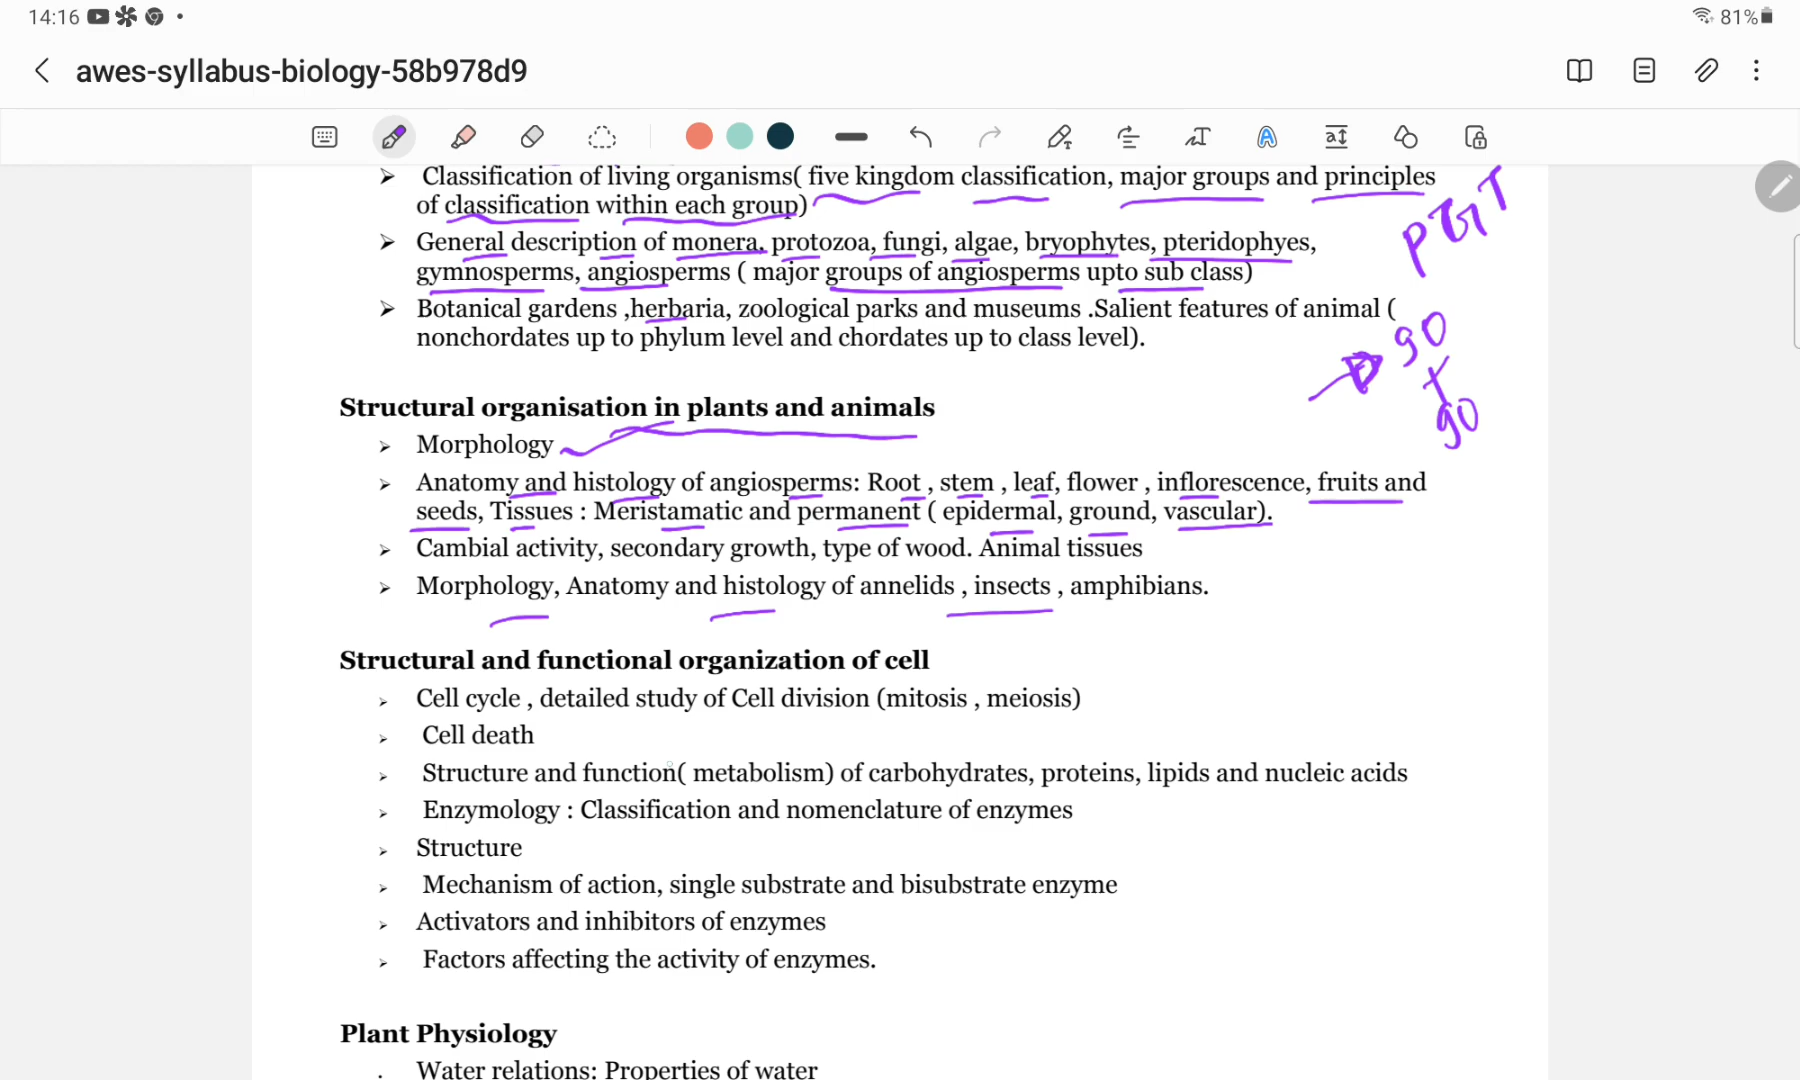 14:16
81%
awes-syllabus-biology-58b978d9
Classification of living organisms( five kingdom classification, major groups and principles
of classification within each group)
General description of monera, protozoa, fungi, algae, bryophytes, pteridophyes,
gymnosperms, angiosperms ( major groups of angiosperms upto sub class)
PGT
Botanical gardens ,herbaria, zoological parks and museums .Salient features of animal (
nonchordates up to phylum level and chordates up to class level).
90
+
90
Structural organisation in plants and animals
Morphology
Anatomy and histology of angiosperms: Root , stem , leaf, flower , inflorescence, fruits and
seeds, Tissues : Meristamatic and permanent ( epidermal, ground, vascular).
Cambial activity, secondary growth, type of wood. Animal tissues
Morphology, Anatomy and histology of annelids , insects , amphibians.
Structural and functional organization of cell
Cell cycle , detailed study of Cell division (mitosis , meiosis)
Cell death
Structure and function( metabolism) of carbohydrates, proteins, lipids and nucleic acids
Enzymology : Classification and nomenclature of enzymes
Structure
Mechanism of action, single substrate and bisubstrate enzyme
Activators and inhibitors of enzymes
Factors affecting the activity of enzymes.
Plant Physiology
Water relations: Properties of water